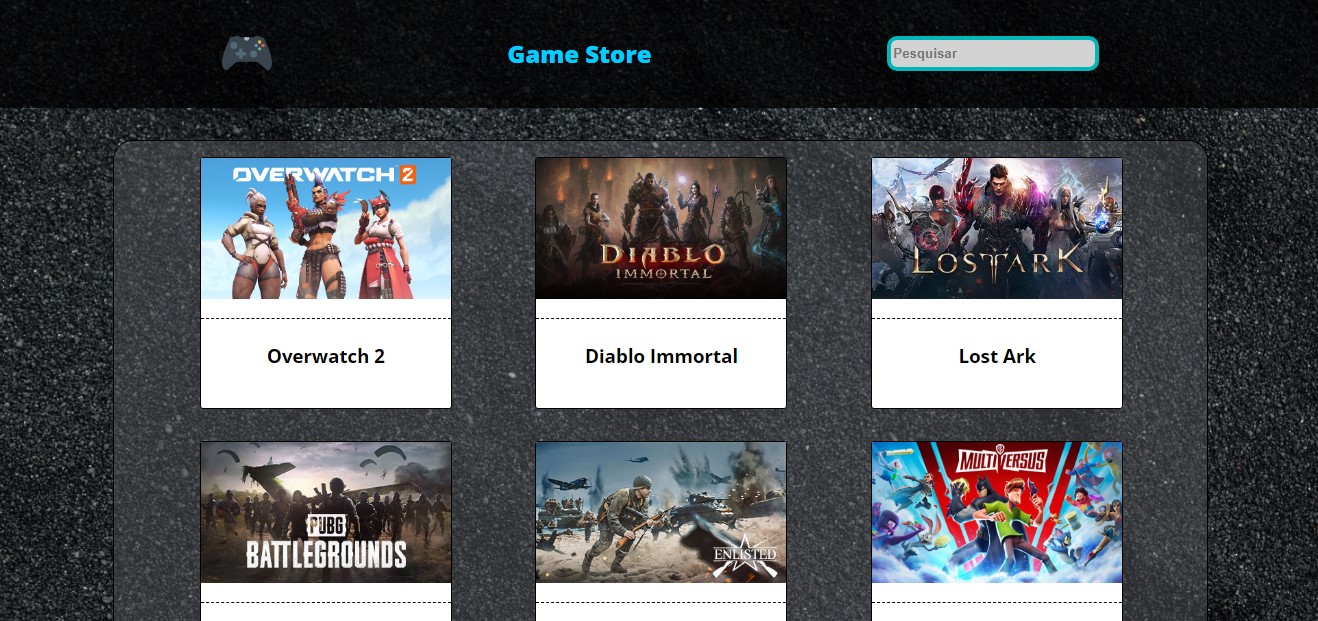 Game Store
Pesquisar
OVERWATCH 2
DIABLO
IMMORTAL
LOST ARK
Overwatch 2
Diablo Immortal
Lost Ark
PUBG
BATTLEGROUNDS
ENLISTED
MULTIVERSUS